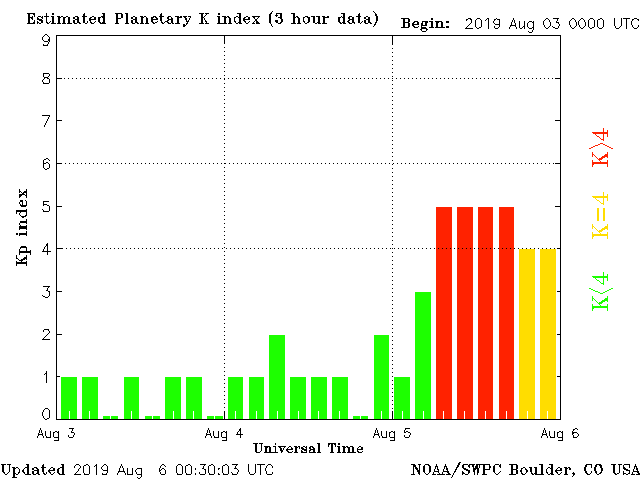 Estimated Planetary K index (3 hour data) Begin: 2019 Aug 03 0000 UTC
9
8
7
6
5
4
3
2
1
0
Kp index
K<4 K=4 K>4
Aug 3 Aug 4 Aug 5 Aug 6
Universal Time
Updated 2019 Aug 6 00:30:03 UTC NOAA/SWPC Boulder, CO USA